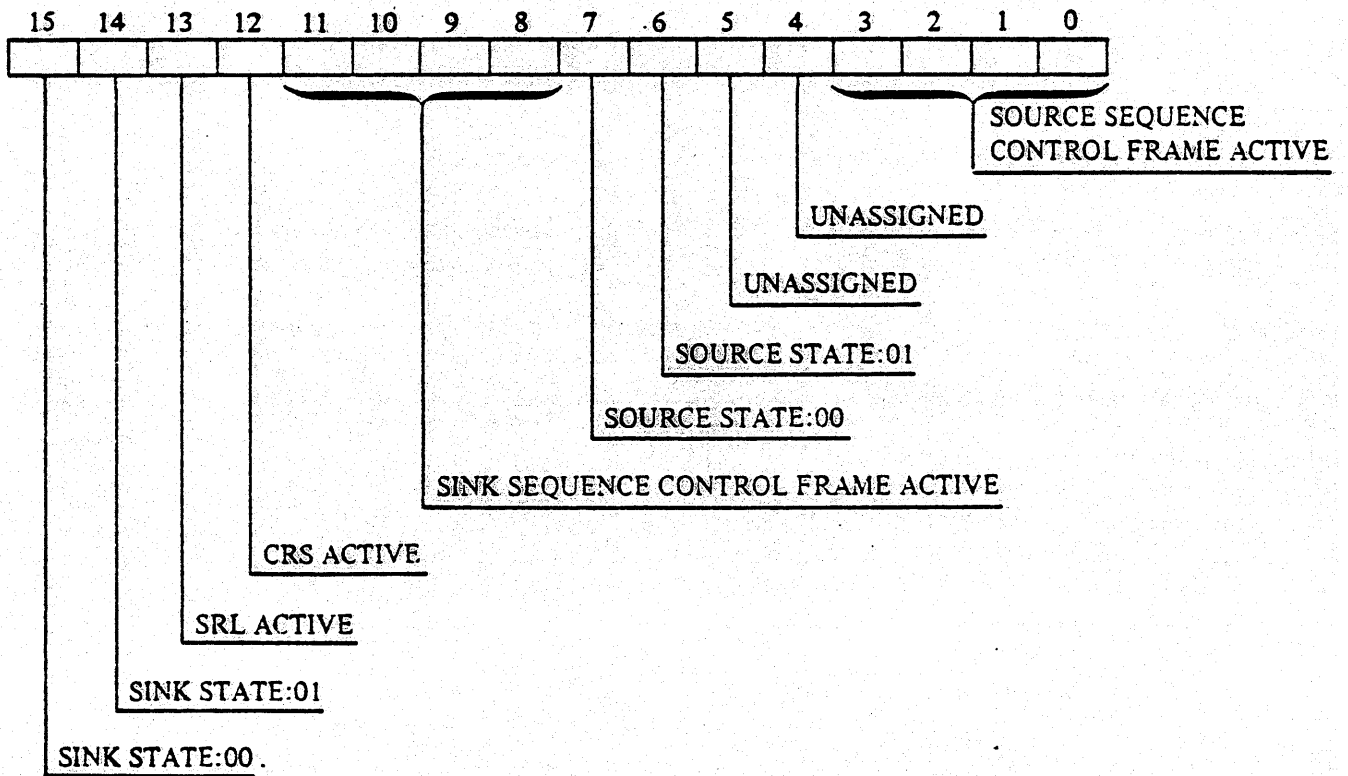 15 14 13 12 11 10 9 8 7 6 5 4 3 2 1 0
SOURCE SEQUENCE
CONTROL FRAME ACTIVE
UNASSIGNED
UNASSIGNED
SOURCE STATE:01
SOURCE STATE:00
SINK SEQUENCE CONTROL FRAME ACTIVE
CRS ACTIVE
SRL ACTIVE
SINK STATE:01
SINK STATE:00